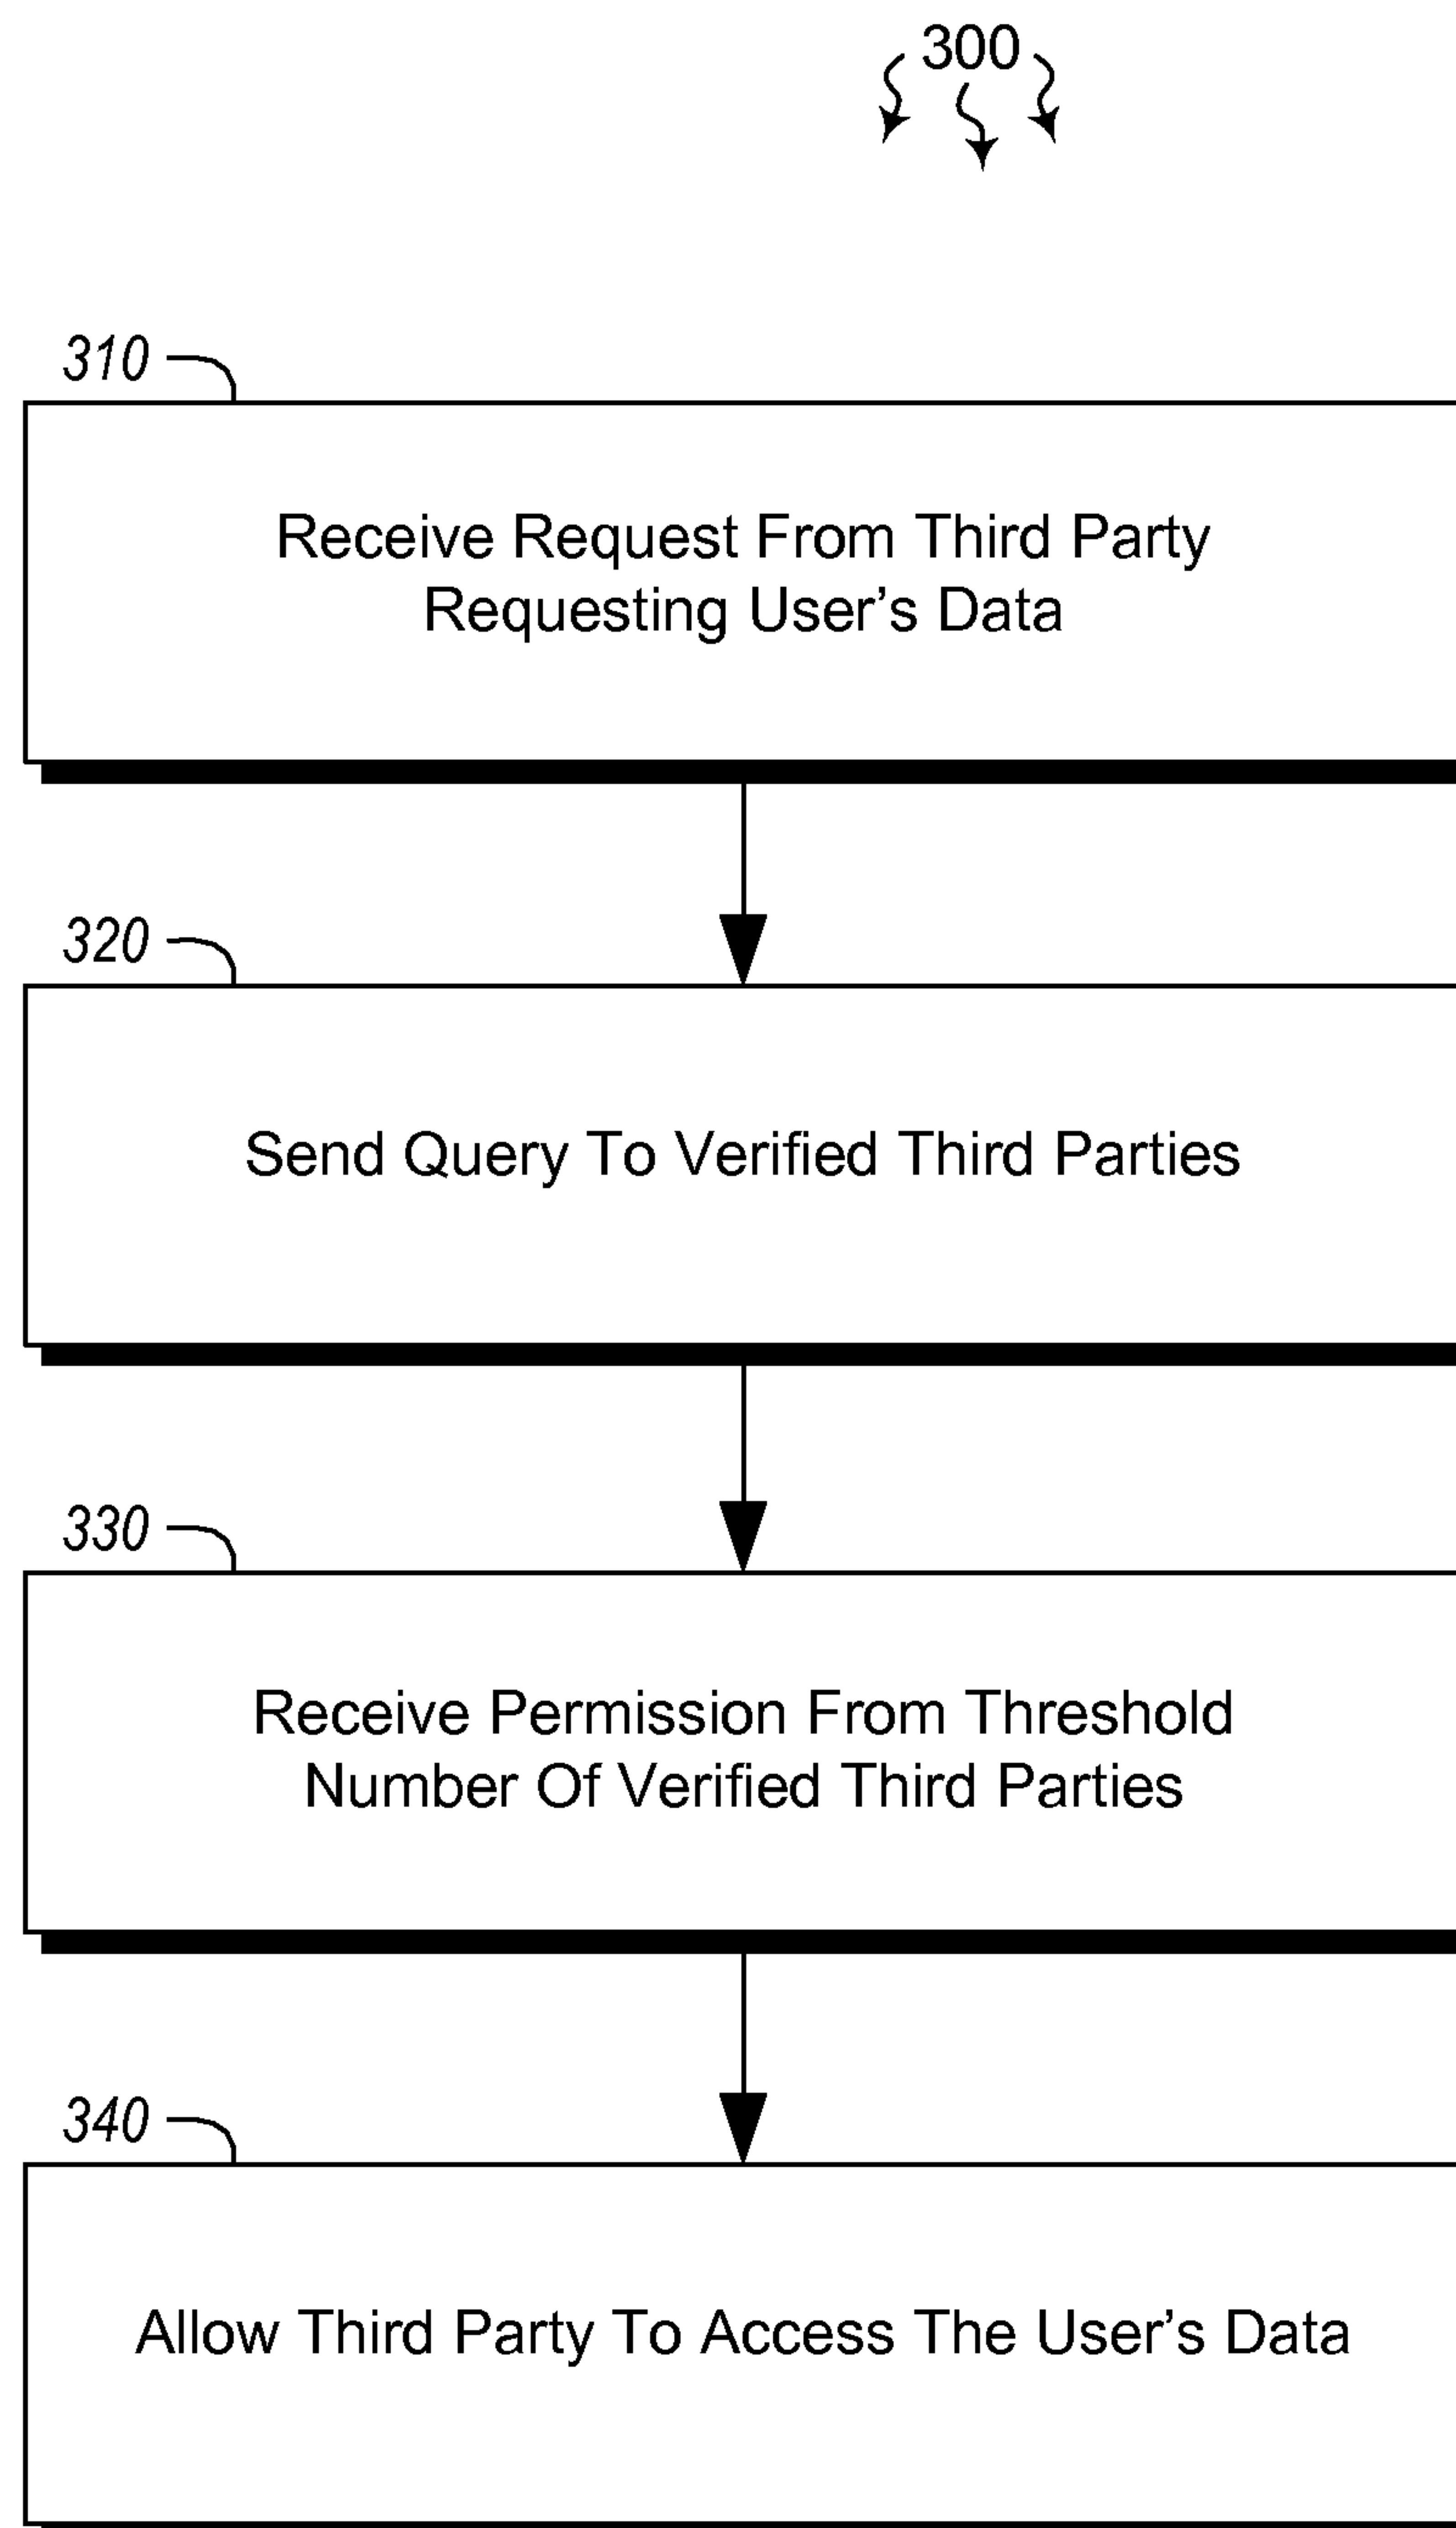 300
310
Receive Request From Third Party
Requesting User’s Data
320
Send Query To Verified Third Parties
330
Receive Permission From Threshold
Number Of Verified Third Parties
340
Allow Third Party To Access The User’s Data